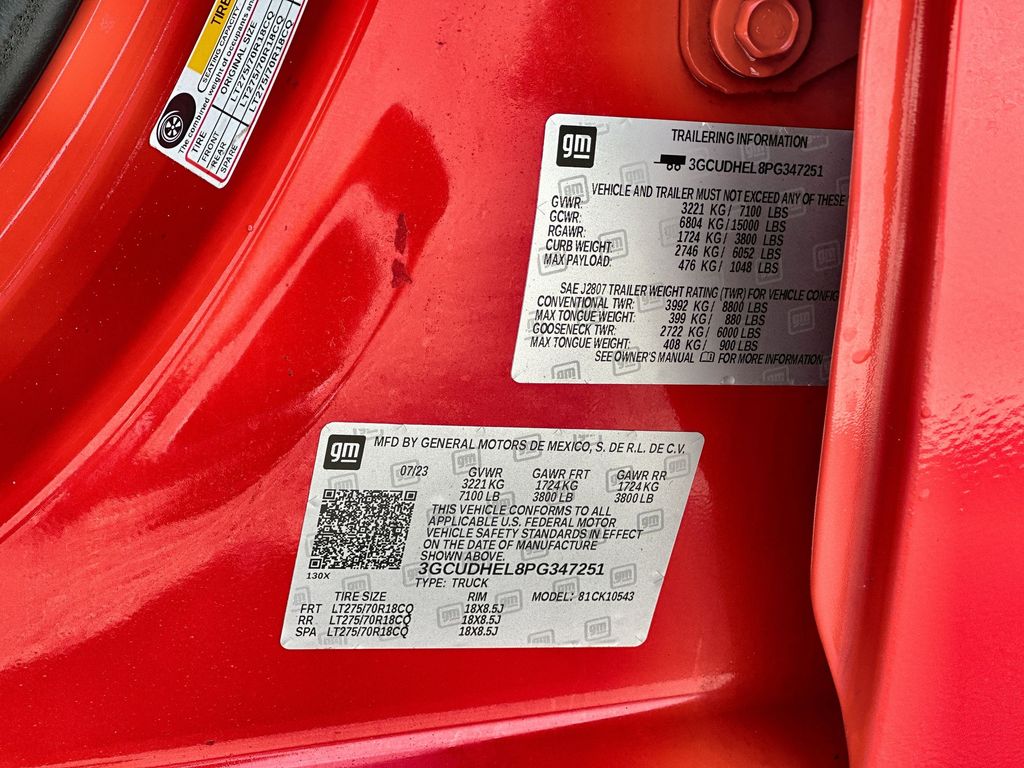 TIRE
SEATING CAPACITY
The combined weight of occupants and
TIRE ORIGINAL SIZE
FRONT LT275/70R18CQ
REAR LT275/70R18CQ
SPARE LT275/70R18CQ
gm TRAILERING INFORMATION
3GCUDHEL8PG347251
VEHICLE AND TRAILER MUST NOT EXCEED ANY OF THESE
GVWR: 3221 KG/ 7100 LBS
GCWR: 6804 KG/ 15000 LBS
RGAWR: 1724 KG/ 3800 LBS
CURB WEIGHT: 2746 KG/ 6052 LBS
MAX PAYLOAD: 476 KG/ 1048 LBS
SAE J2807 TRAILER WEIGHT RATING (TWR) FOR VEHICLE CONFIG
CONVENTIONAL TWR: 3992 KG/ 8800 LBS
MAX TONGUE WEIGHT: 399 KG/ 880 LBS
GOOSENECK TWR: 2722 KG/ 6000 LBS
MAX TONGUE WEIGHT: 408 KG/ 900 LBS
SEE OWNER'S MANUAL FOR MORE INFORMATION
gm MFD BY GENERAL MOTORS DE MEXICO, S. DE R.L. DE C.V.
07/23 GVWR GAWR FRT GAWR RR
3221 KG 1724 KG 1724 KG
7100 LB 3800 LB 3800 LB
THIS VEHICLE CONFORMS TO ALL
APPLICABLE U.S. FEDERAL MOTOR
VEHICLE SAFETY STANDARDS IN EFFECT
ON THE DATE OF MANUFACTURE
SHOWN ABOVE.
3GCUDHEL8PG347251
130X TYPE: TRUCK
TIRE SIZE RIM MODEL: 81CK10543
FRT LT275/70R18CQ 18X8.5J
RR LT275/70R18CQ 18X8.5J
SPA LT275/70R18CQ 18X8.5J